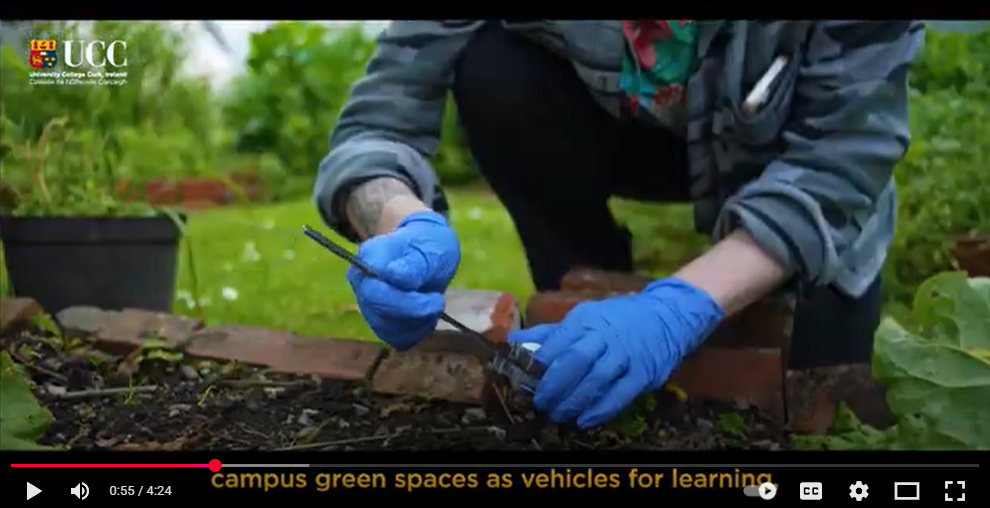 UCC
University College Cork, Ireland
Coláiste na hOllscoile Corcaigh
campus green spaces as vehicles for learning,
0:55 / 4:24
CC